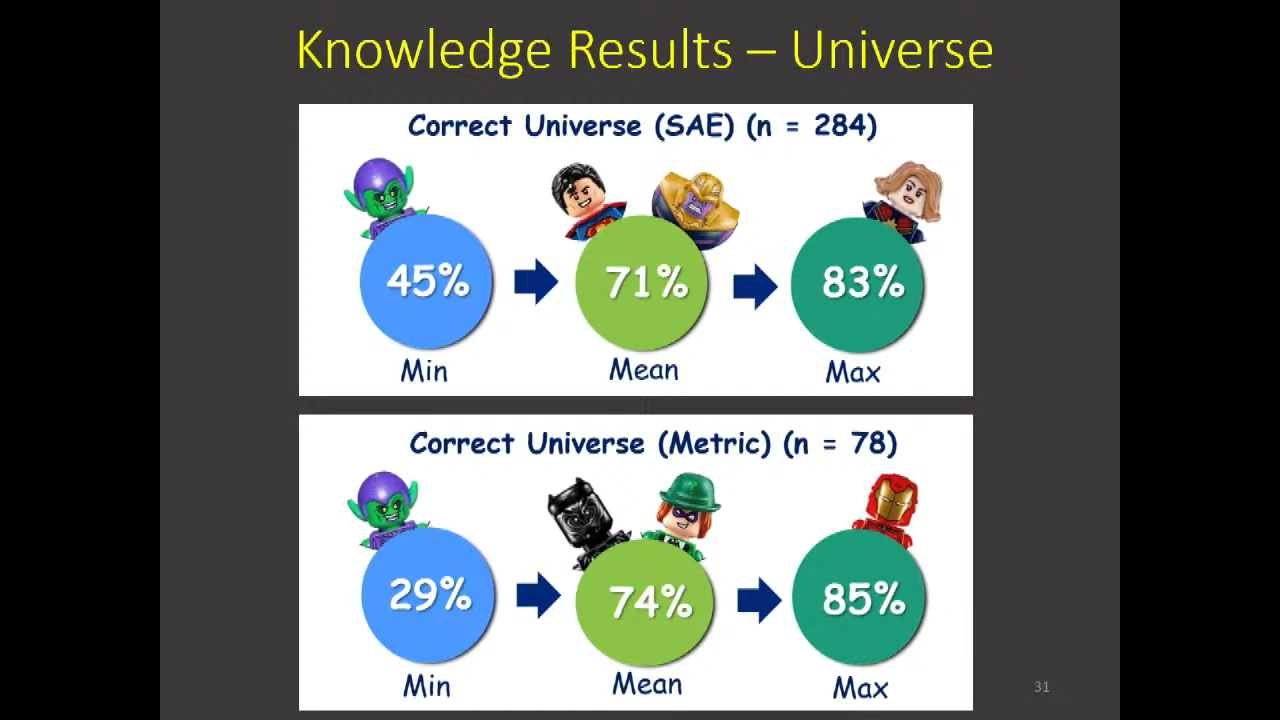 Knowledge Results – Universe
Correct Universe (SAE) (n = 284)
45% 71% 83%
Min Mean Max
Correct Universe (Metric) (n = 78)
29% 74% 85%
Min Mean Max
31